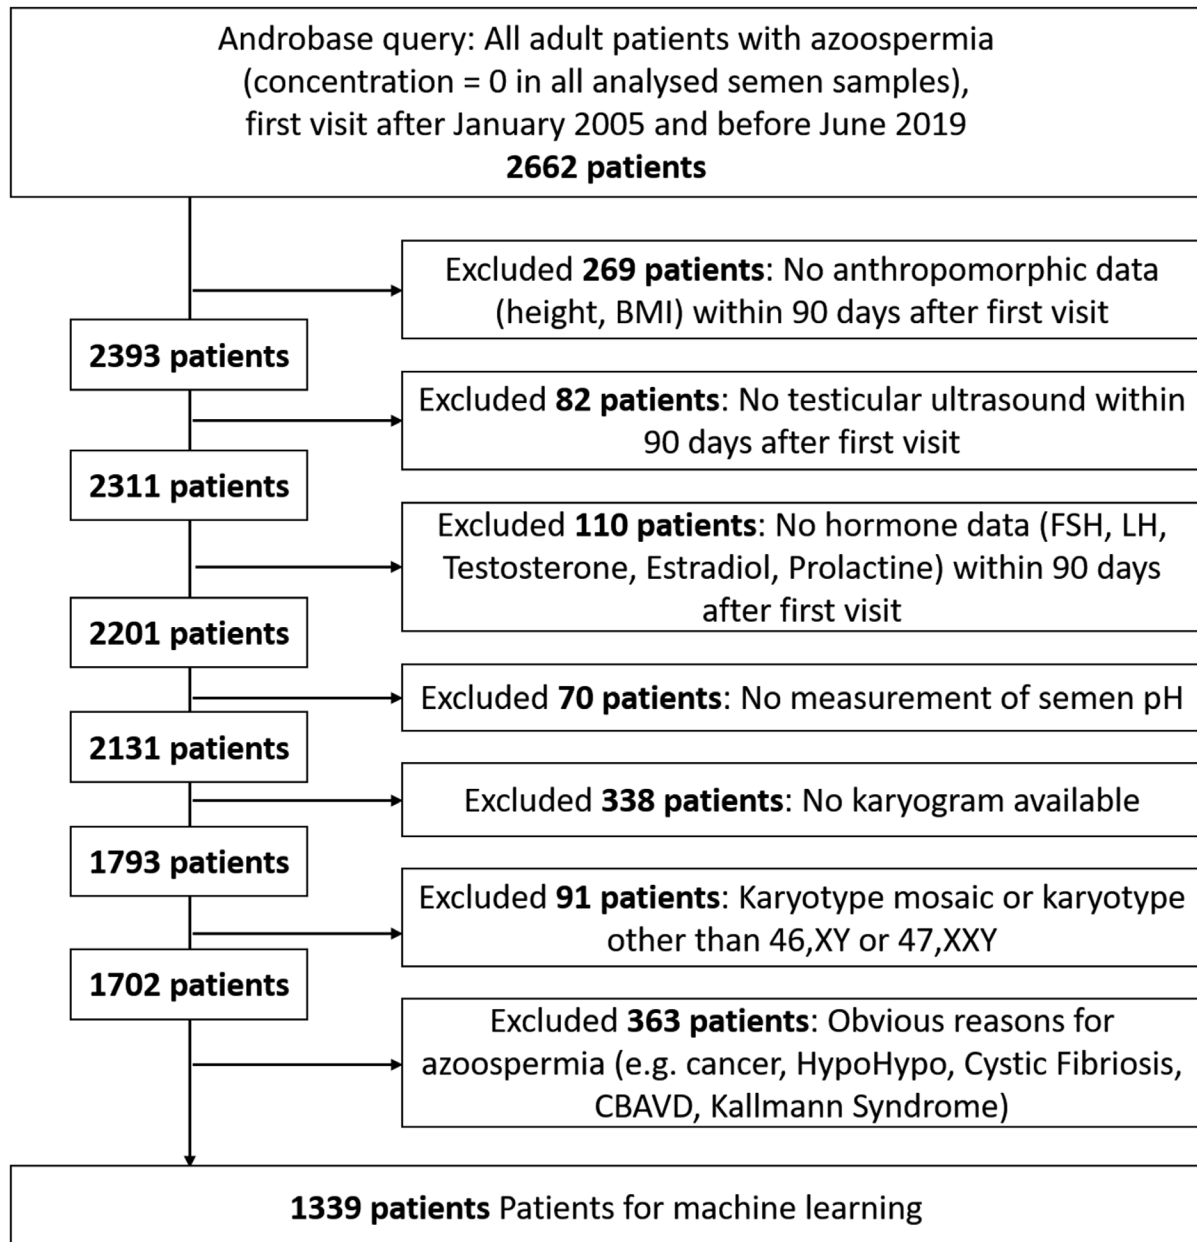 Androbase query: All adult patients with azoospermia
(concentration = 0 in all analysed semen samples),
first visit after January 2005 and before June 2019
2662 patients
Excluded 269 patients: No anthropomorphic data
(height, BMI) within 90 days after first visit
2393 patients
Excluded 82 patients: No testicular ultrasound within
90 days after first visit
2311 patients
Excluded 110 patients: No hormone data (FSH, LH,
Testosterone, Estradiol, Prolactine) within 90 days
after first visit
2201 patients
Excluded 70 patients: No measurement of semen pH
2131 patients
Excluded 338 patients: No karyogram available
1793 patients
Excluded 91 patients: Karyotype mosaic or karyotype
other than 46,XY or 47,XXY
1702 patients
Excluded 363 patients: Obvious reasons for
azoospermia (e.g. cancer, HypoHypo, Cystic Fibriosis,
CBAVD, Kallmann Syndrome)
1339 patients Patients for machine learning